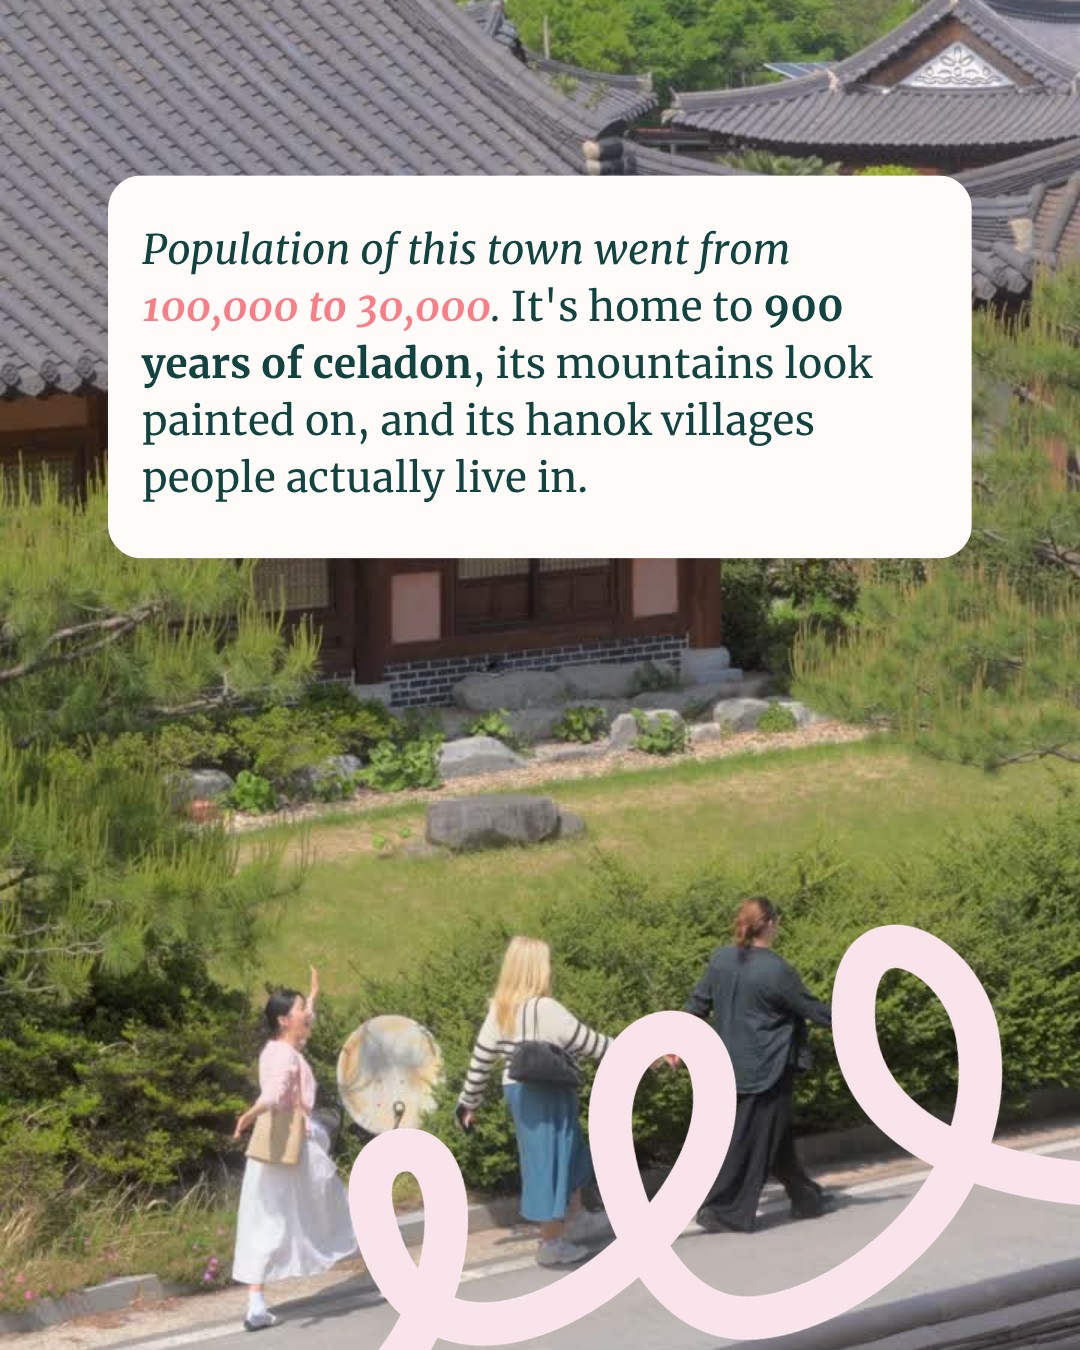 Population of this town went from
100,000 to 30,000. It's home to 900
years of celadon, its mountains look
painted on, and its hanok villages
people actually live in.